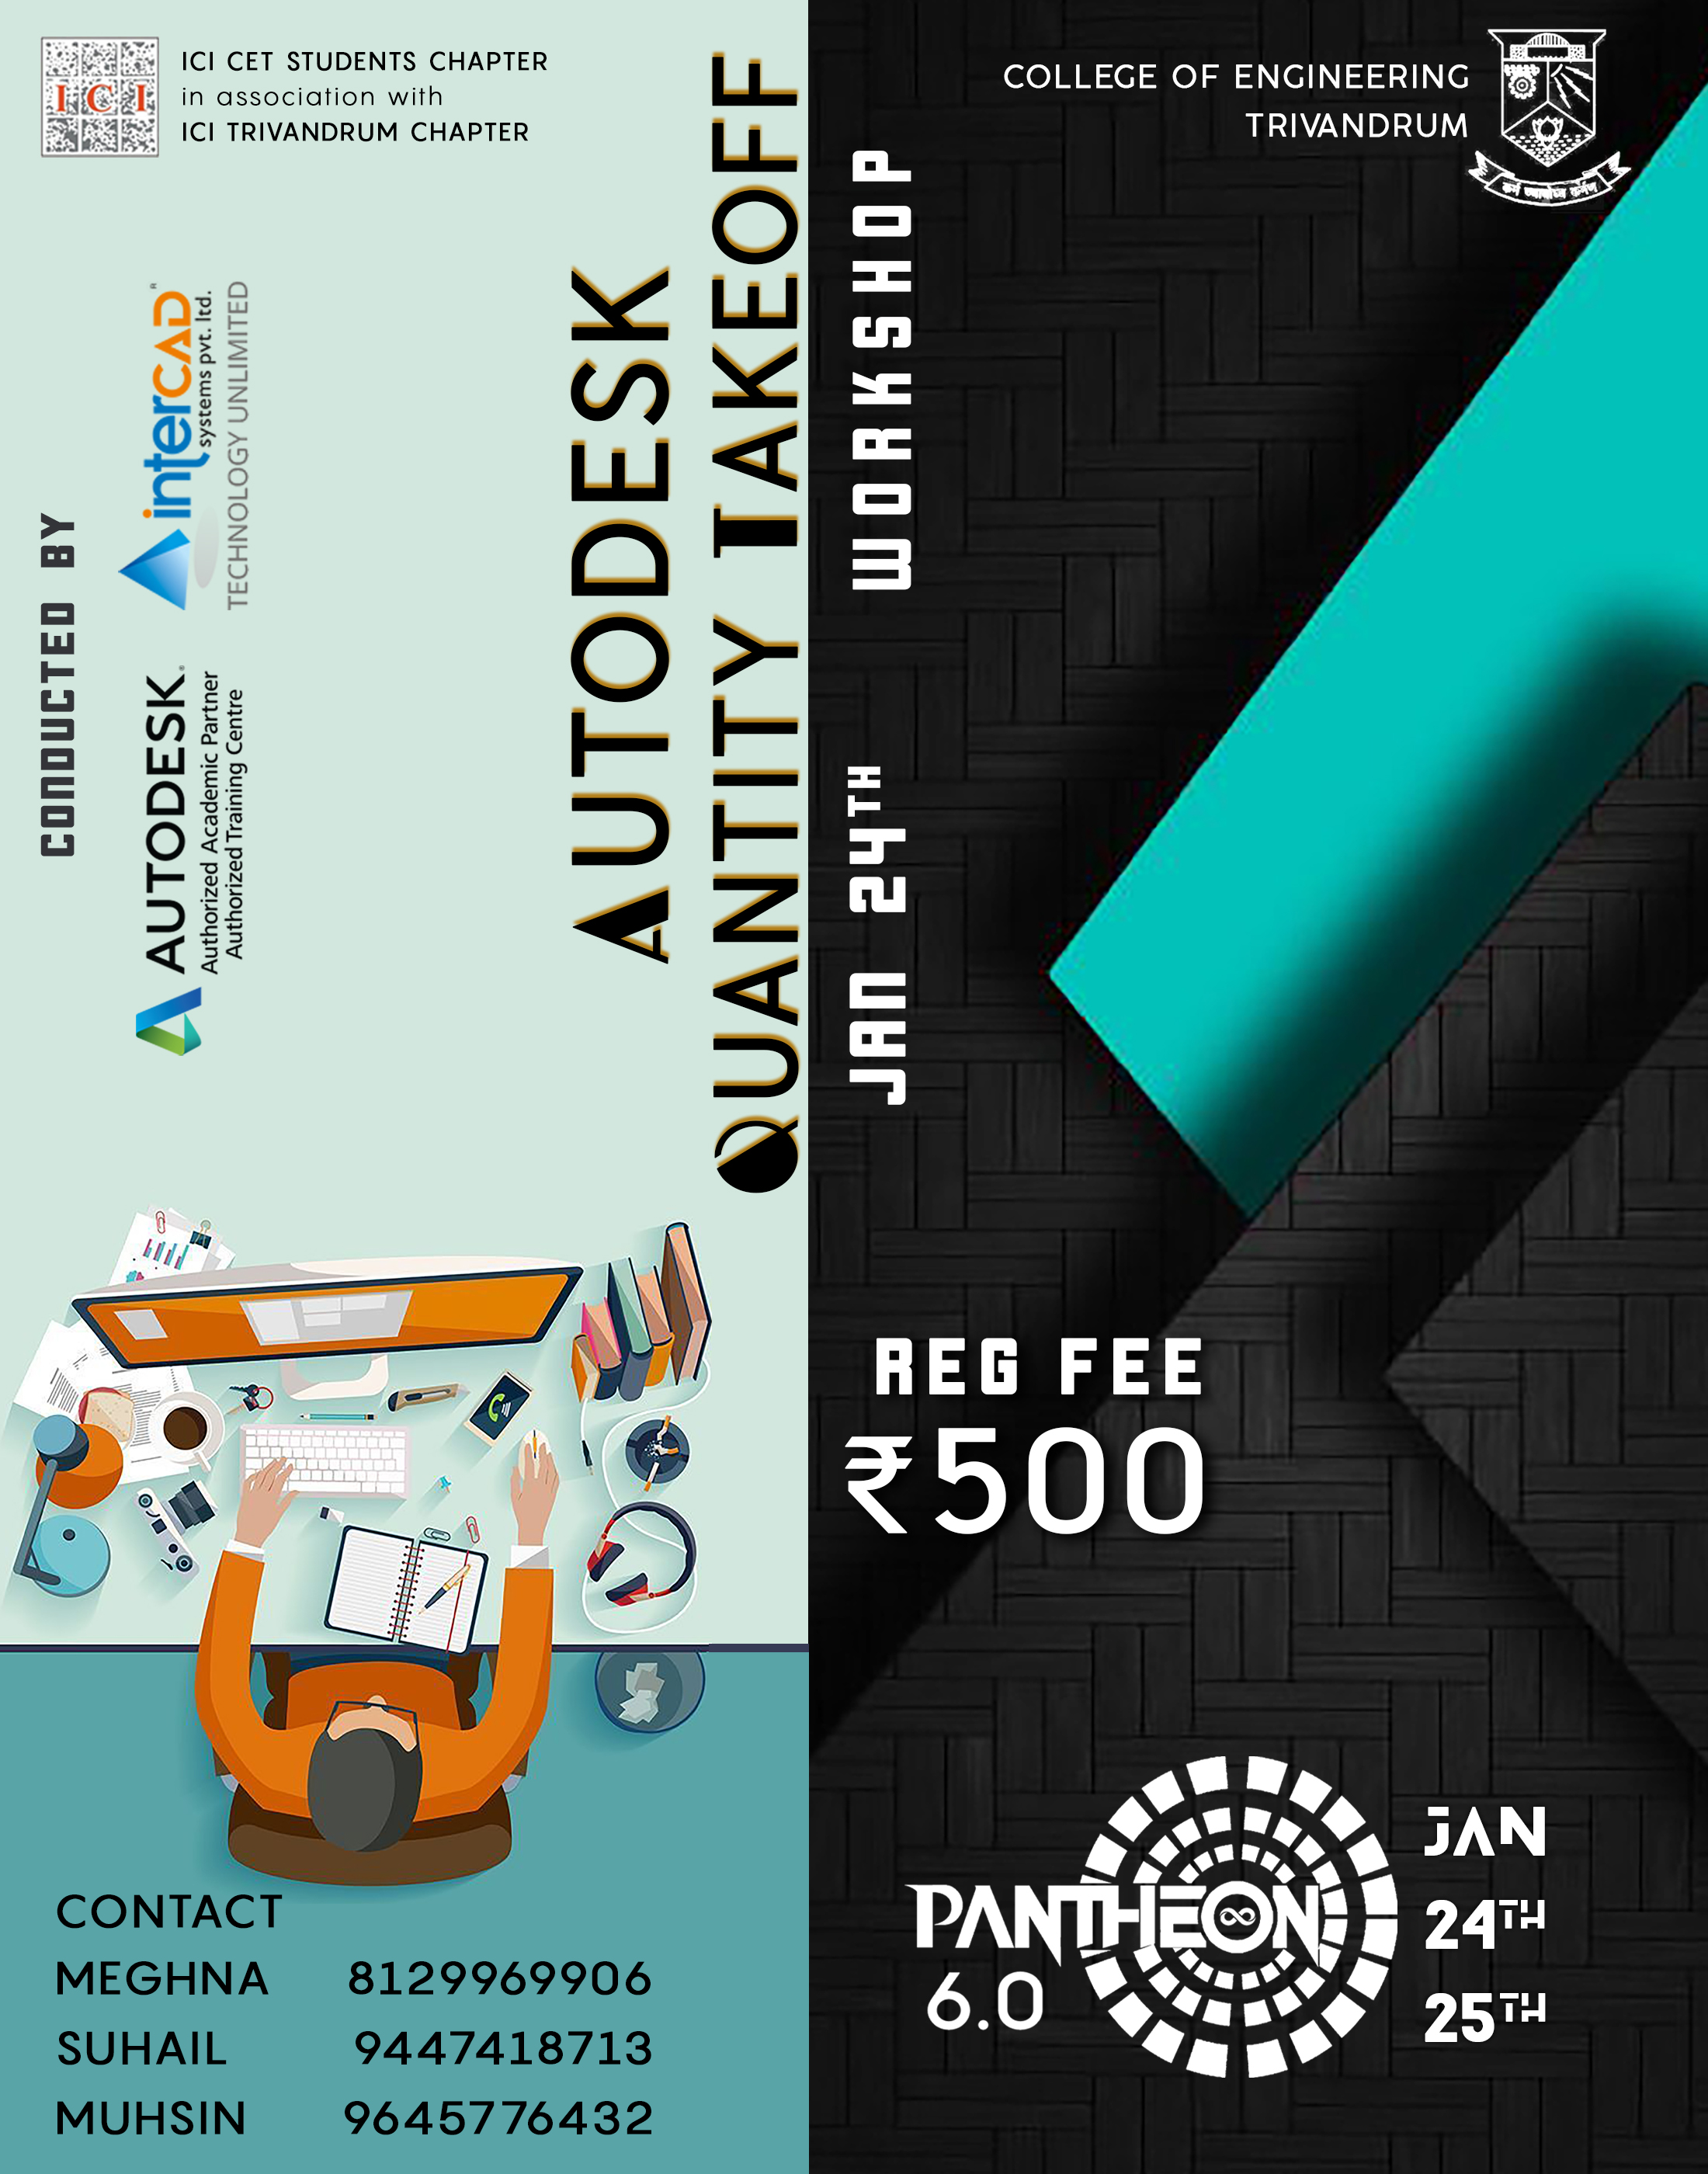 ICI
ICI CET STUDENTS CHAPTER
in association with
ICI TRIVANDRUM CHAPTER
COLLEGE OF ENGINEERING
TRIVANDRUM
CONDUCTED BY
AUTODESK®
Authorized Academic Partner
Authorized Training Centre
interCAD®
systems pvt. ltd.
TECHNOLOGY UNLIMITED
AUTODESK
QUANTITY TAKEOFF
JAN 24TH WORKSHOP
REG FEE
₹500
PANTHEON
6.0
JAN
24TH
25TH
CONTACT
MEGHNA 8129969906
SUHAIL 9447418713
MUHSIN 9645776432